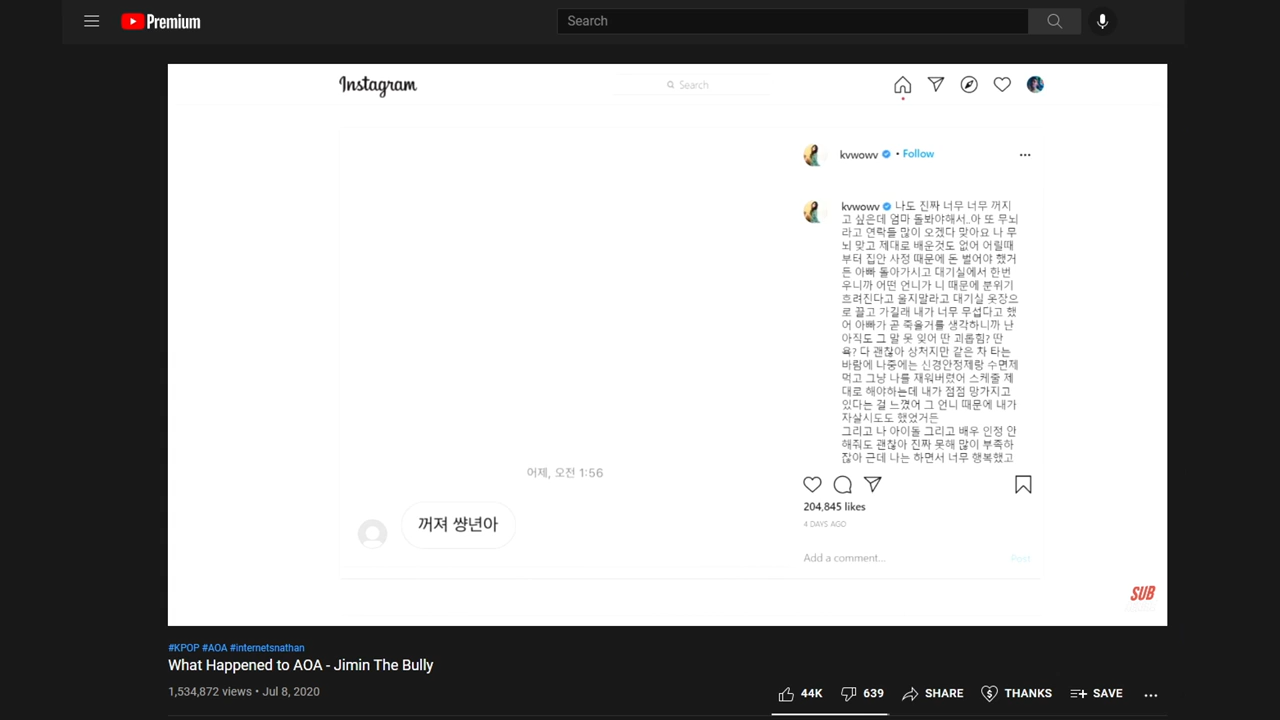 Premium
Search
Instagram
Search
kvwowv • Follow
kvwowv 나도 진짜 너무 너무 꺼지
고 싶은데 엄마 돌봐야해서..아 또 무뇌
라고 연락들 많이 오겠다 맞아요 나 무
뇌 맞고 제대로 배운것도 없어 어릴때
부터 집안 사정 때문에 돈 벌어야 했거
든 아빠 돌아가시고 대기실에서 한번
우니까 어떤 언니가 니 때문에 분위기
흐려진다고 울지말라고 대기실 옷장으
로 끌고 가길래 내가 너무 무섭다고 했
어 아빠가 곧 죽을거를 생각하니까 난
아직도 그 말 못 잊어 딴 괴롭힘? 딴
욕? 다 괜찮아 상처지만 같은 차 타는
바람에 나중에는 신경안정제랑 수면제
먹고 그냥 나를 재워버렸어 스케줄 제
대로 해야하는데 내가 점점 망가지고
있다는 걸 느꼈어 그 언니 때문에 내가
자살시도도 했었거든
그리고 나 아이돌 그리고 배우 인정 안
해줘도 괜찮아 진짜 못해 많이 부족하
잖아 근데 나는 하면서 너무 행복했고
어제, 오전 1:56
꺼져 썅년아
204,845 likes
4 DAYS AGO
Add a comment...
Post
SUB
#KPOP #AOA #internetsnathan
What Happened to AOA - Jimin The Bully
1,534,872 views • Jul 8, 2020
44K
639
SHARE
THANKS
SAVE